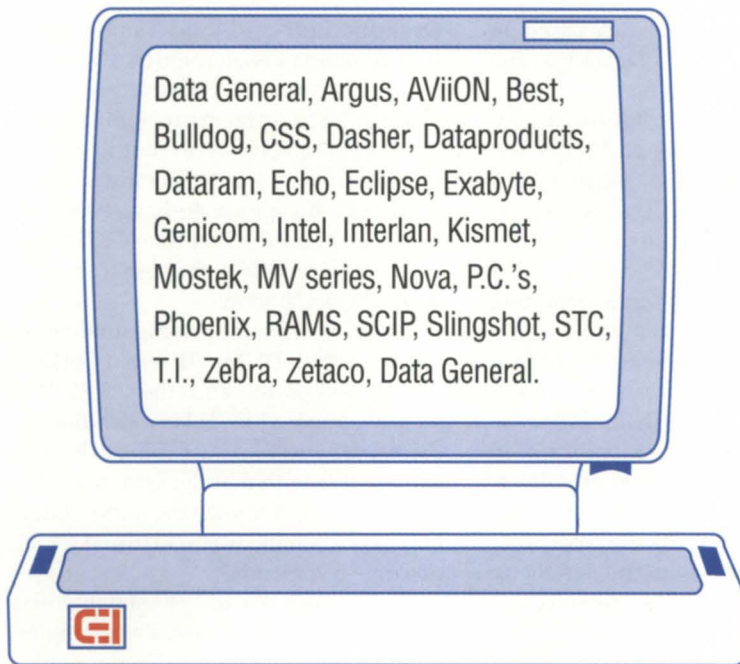 Data General, Argus, AViiON, Best,
Bulldog, CSS, Dasher, Dataproducts,
Dataram, Echo, Eclipse, Exabyte,
Genicom, Intel, Interlan, Kismet,
Mostek, MV series, Nova, P.C.'s,
Phoenix, RAMS, SCIP, Slingshot, STC,
T.I., Zebra, Zetaco, Data General.
CEI